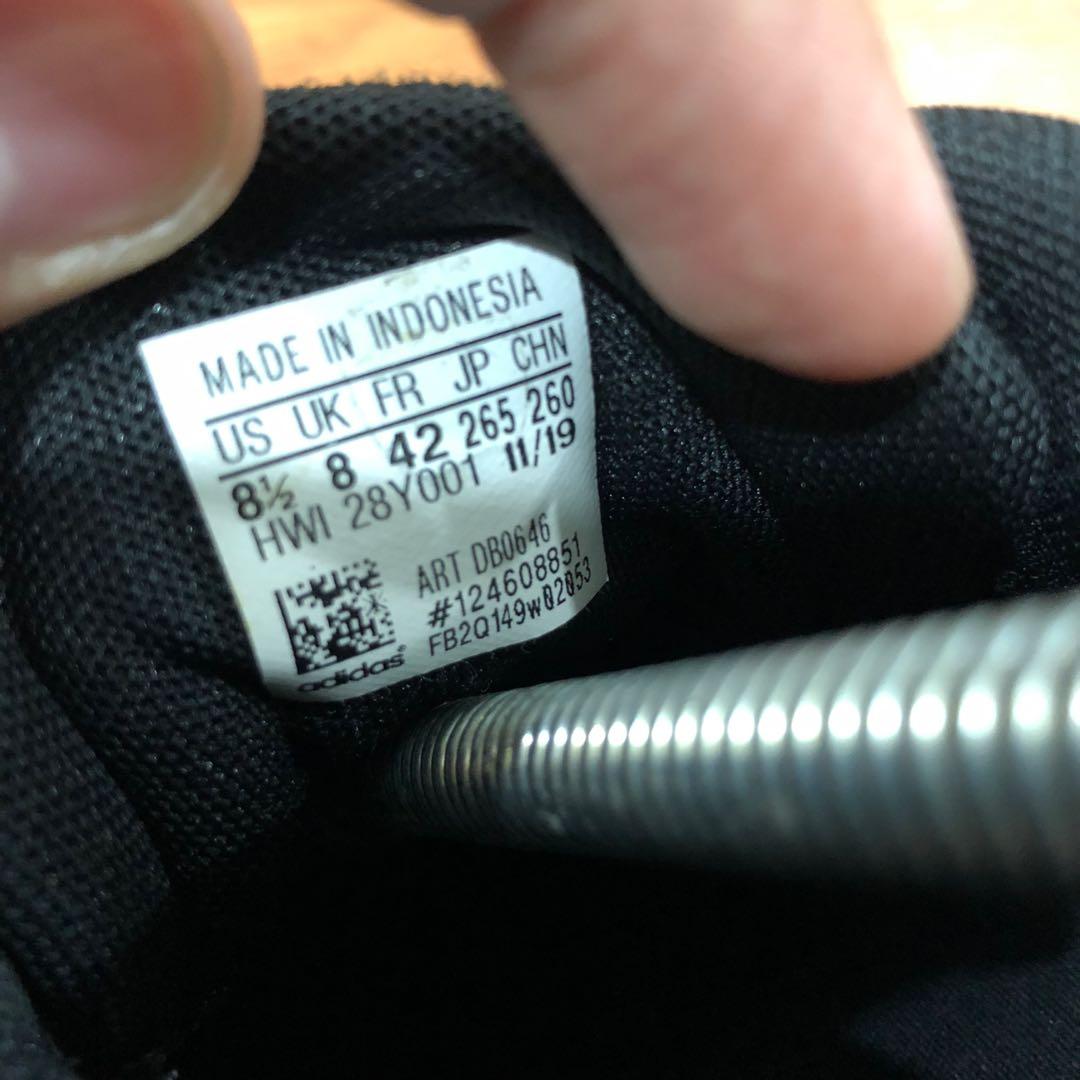 MADE IN INDONESIA
US UK FR JP CHN
8½ 8 42 265 260
HWI 28Y001 11/19
ART DB0646
#124608851
FB2Q149w02053
adidas®